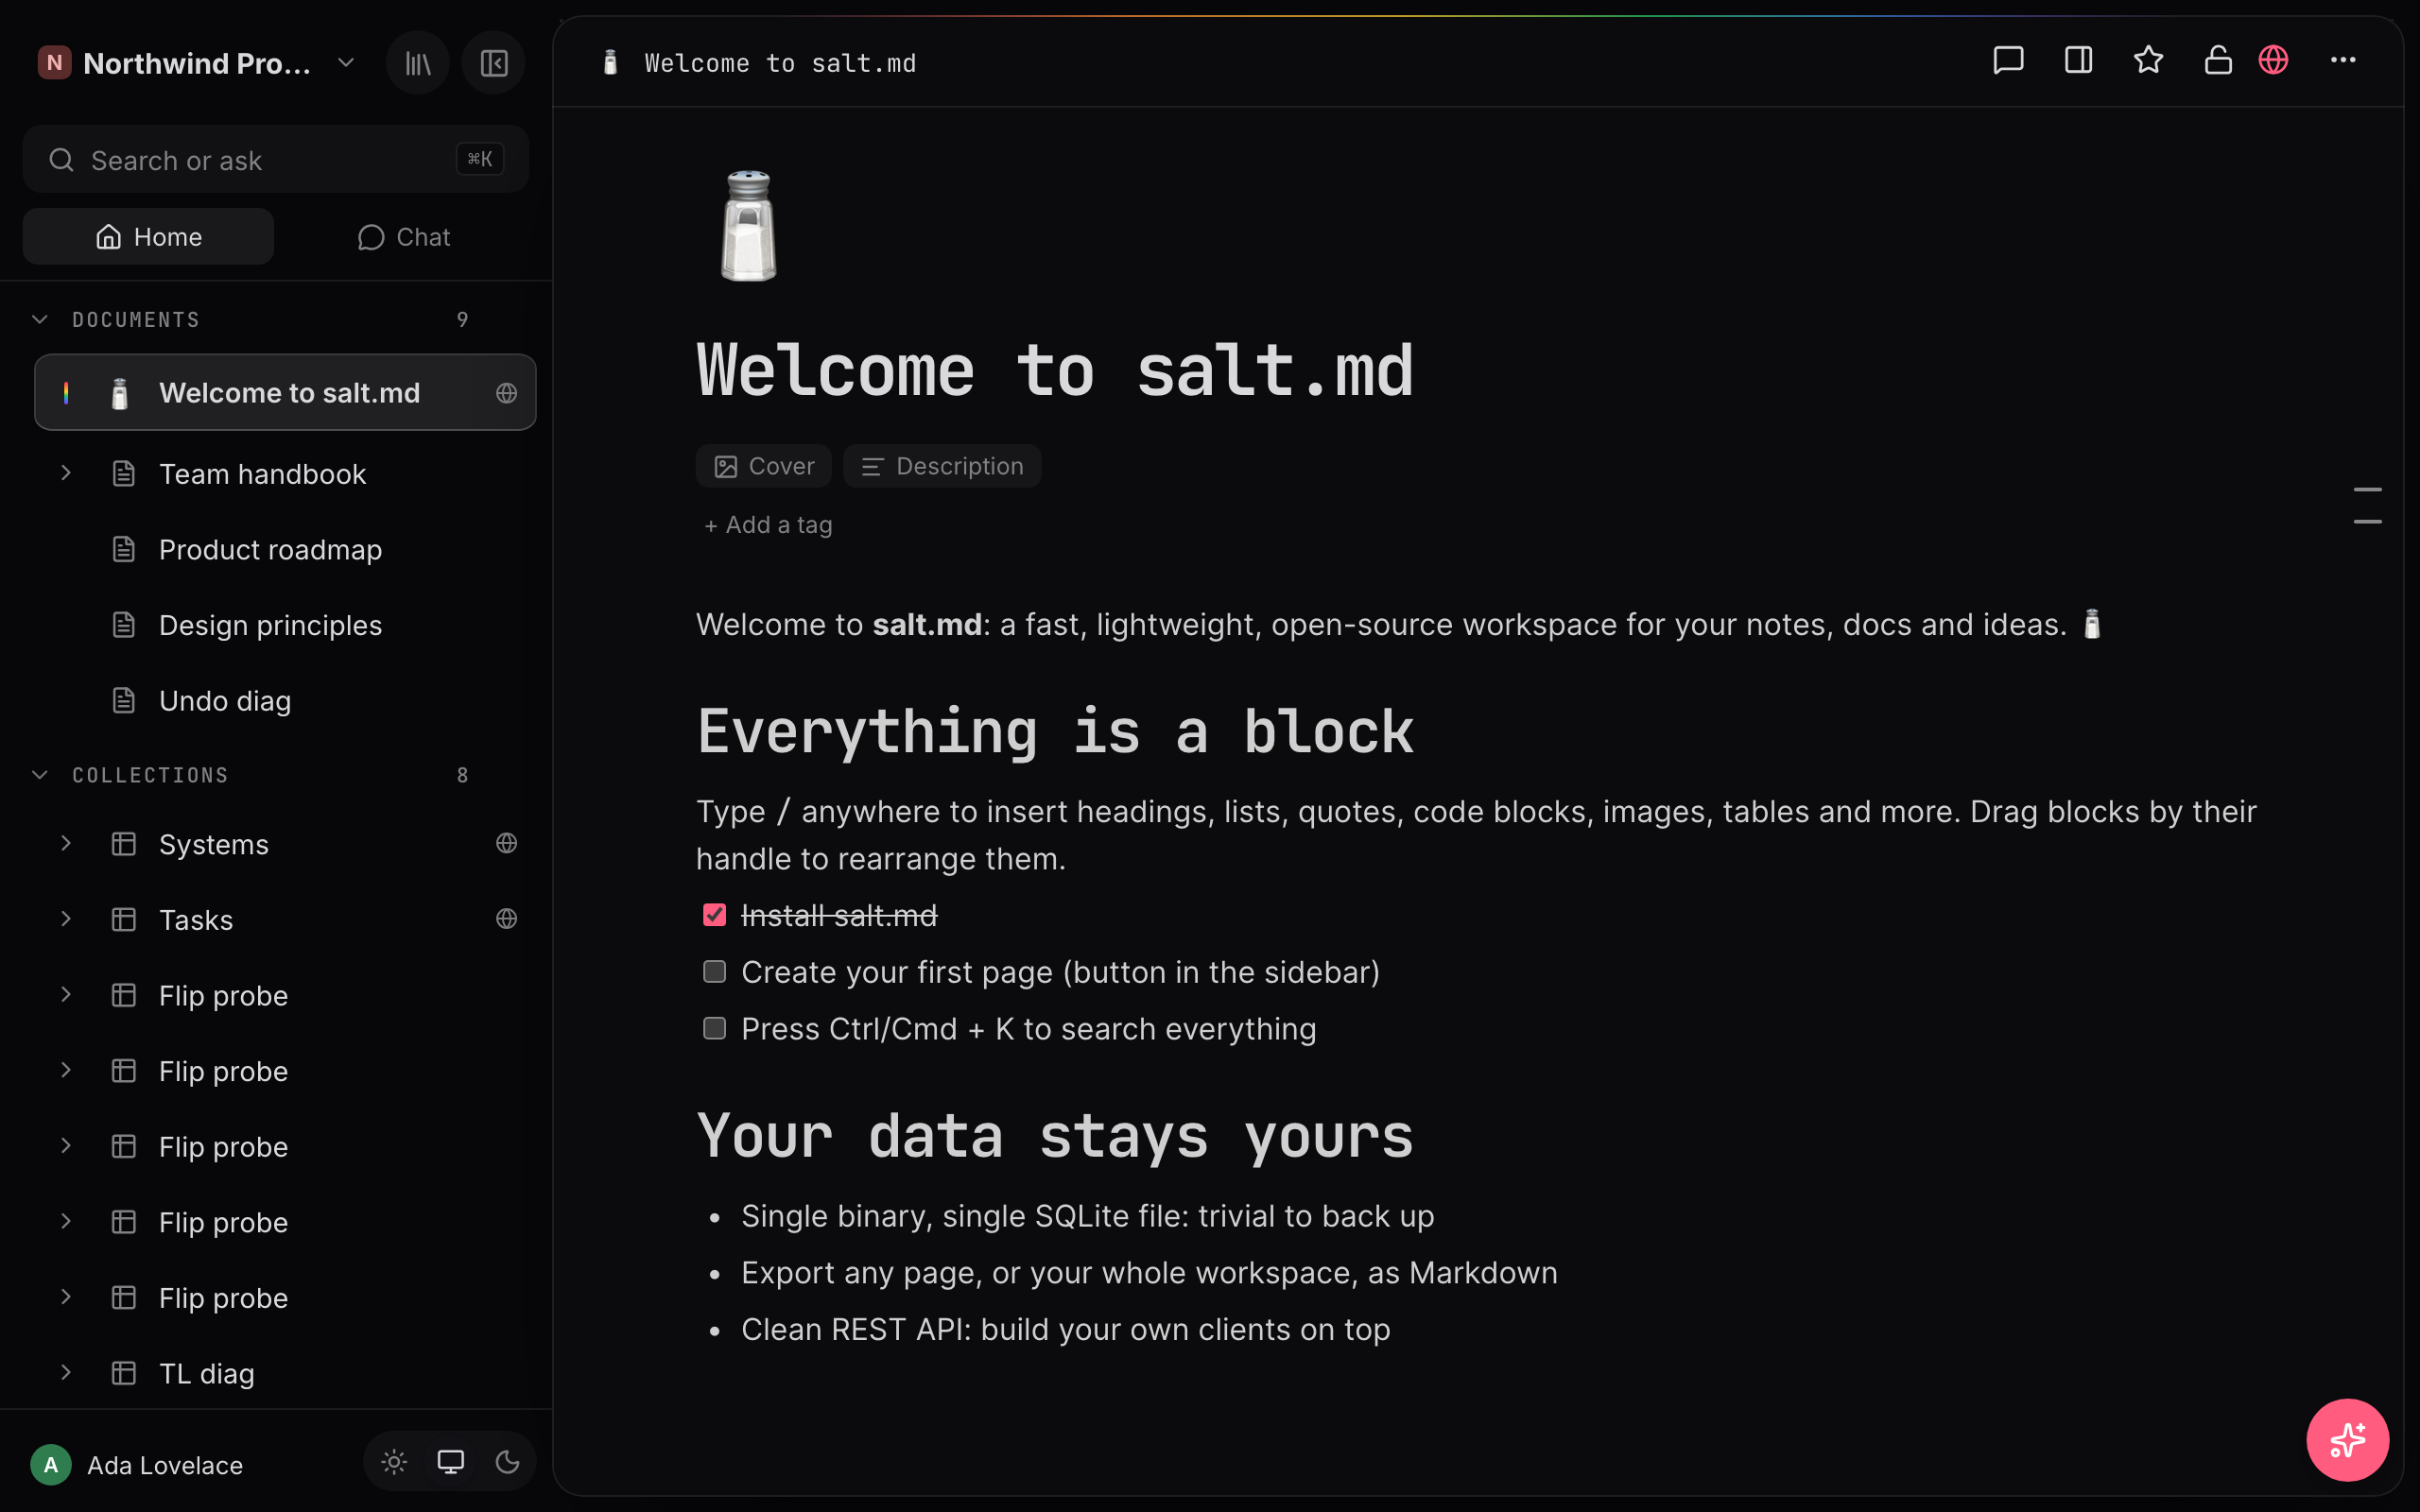 N Northwind Pro...
Search or ask ⌘K
Home Chat
DOCUMENTS 9
Welcome to salt.md
Team handbook
Product roadmap
Design principles
Undo diag
COLLECTIONS 8
Systems
Tasks
Flip probe
Flip probe
Flip probe
Flip probe
Flip probe
TL diag
A Ada Lovelace
Welcome to salt.md
Welcome to salt.md
Cover Description
+ Add a tag
Welcome to salt.md: a fast, lightweight, open-source workspace for your notes, docs and ideas.
Everything is a block
Type / anywhere to insert headings, lists, quotes, code blocks, images, tables and more. Drag blocks by their
handle to rearrange them.
Install salt.md
Create your first page (button in the sidebar)
Press Ctrl/Cmd + K to search everything
Your data stays yours
• Single binary, single SQLite file: trivial to back up
• Export any page, or your whole workspace, as Markdown
• Clean REST API: build your own clients on top